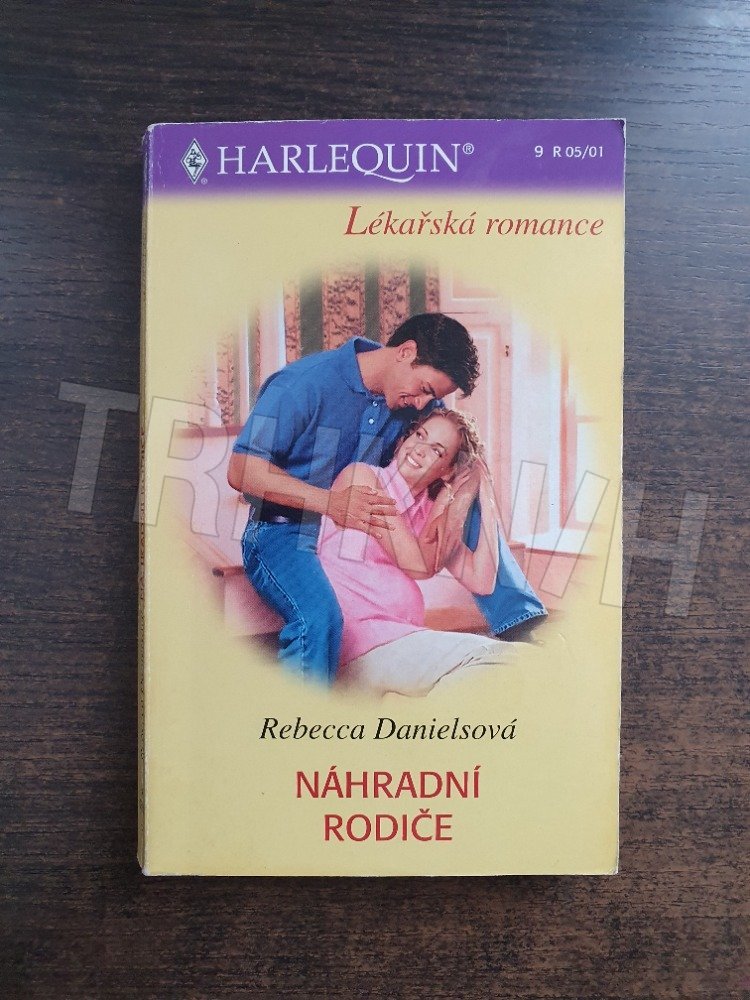 HARLEQUIN®
9 R 05/01
Lékařská romance
Rebecca Danielsová
NÁHRADNÍ
RODIČE